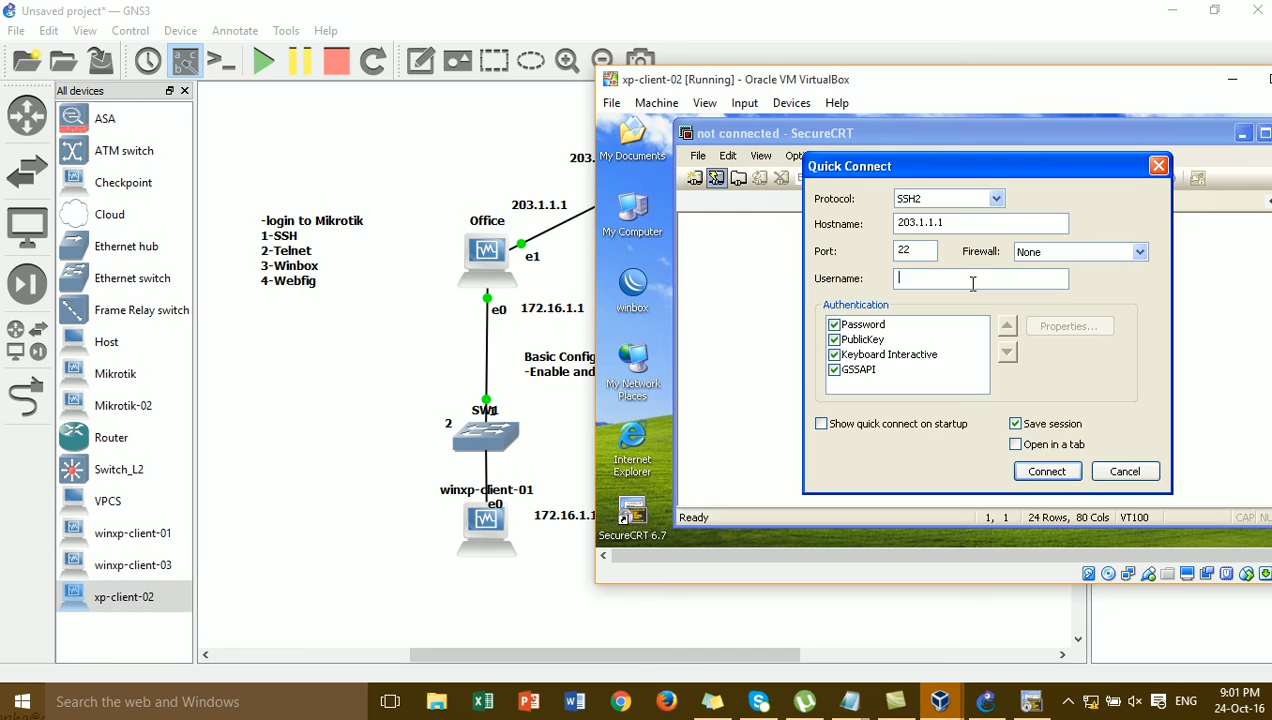 Unsaved project* — GNS3
File Edit View Control Device Annotate Tools Help
All devices
ASA
ATM switch
Checkpoint
Cloud
Ethernet hub
Ethernet switch
Frame Relay switch
Host
Mikrotik
Mikrotik-02
Router
Switch_L2
VPCS
winxp-client-01
winxp-client-03
xp-client-02
-login to Mikrotik
1-SSH
2-Telnet
3-Winbox
4-Webfig
203.
203.1.1.1
Office
e1
e0
172.16.1.1
Basic Config
-Enable and
SW1
1
2
winxp-client-01
e0
172.16.1.1
xp-client-02 [Running] - Oracle VM VirtualBox
File Machine View Input Devices Help
My Documents
My Computer
winbox
My Network
Places
Internet
Explorer
SecureCRT 6.7
not connected - SecureCRT
File Edit View Opti
Quick Connect
Protocol: SSH2
Hostname: 203.1.1.1
Port: 22 Firewall: None
Username:
Authentication
Password
PublicKey
Keyboard Interactive
GSSAPI
Properties...
Show quick connect on startup
Save session
Open in a tab
Connect Cancel
Ready 1, 1 24 Rows, 80 Cols VT100 CAP
Search the web and Windows
ENG
9:01 PM
24-Oct-16